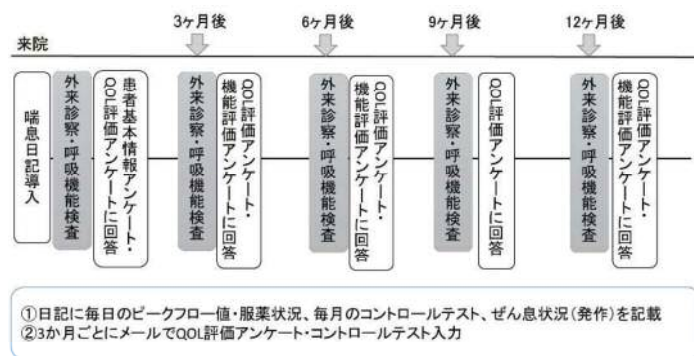 3ヶ月後
6ヶ月後
9ヶ月後
12ヶ月後
来院
喘息日記導入
外来診察・呼吸機能検査
患者基本情報アンケート・
QOL評価アンケートに回答
外来診察・呼吸機能検査
QOL評価アンケート・
機能評価アンケートに回答
外来診察・呼吸機能検査
QOL評価アンケート・
機能評価アンケートに回答
外来診察・呼吸機能検査
QOL評価アンケートに回答
外来診察・呼吸機能検査
QOL評価アンケート・
機能評価アンケートに回答
①日記に毎日のピークフロー値・服薬状況、毎月のコントロールテスト、ぜん息状況(発作)を記載
②3か月ごとにメールでQOL評価アンケート・コントロールテスト入力